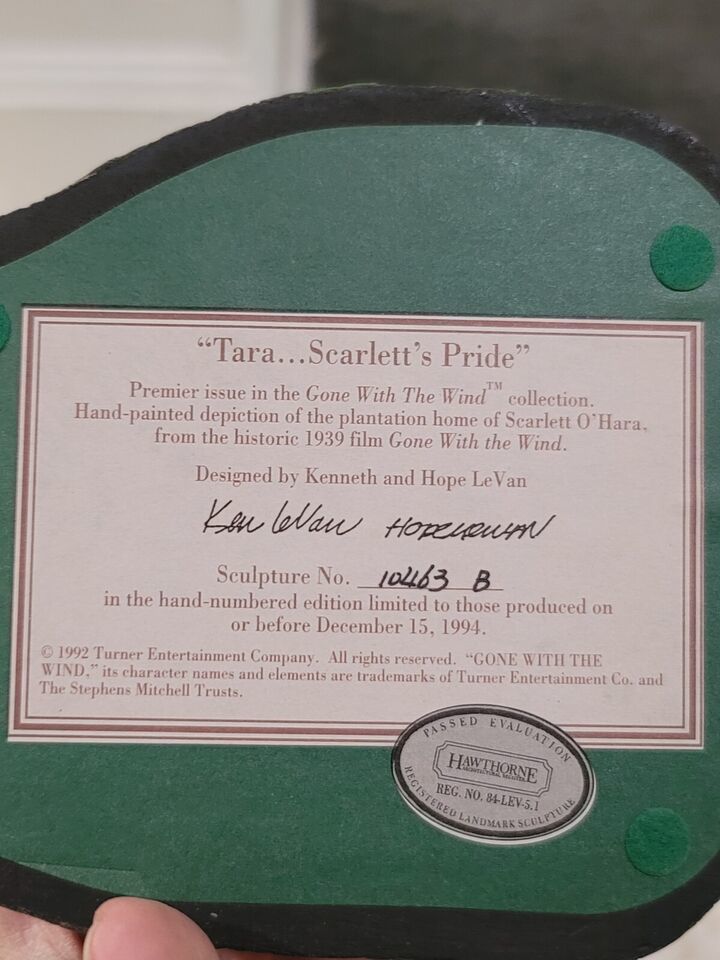 “Tara...Scarlett’s Pride”
Premier issue in the Gone With The Wind™ collection.
Hand-painted depiction of the plantation home of Scarlett O’Hara,
from the historic 1939 film Gone With the Wind.
Designed by Kenneth and Hope LeVan
Ken LeVan HOPE LEVAN
Sculpture No. 10463 B
in the hand-numbered edition limited to those produced on
or before December 15, 1994.
© 1992 Turner Entertainment Company. All rights reserved. “GONE WITH THE
WIND,” its character names and elements are trademarks of Turner Entertainment Co. and
The Stephens Mitchell Trusts.
PASSED EVALUATION
HAWTHORNE
ARCHITECTURAL REGISTER
REG. NO. 84-LEV-5.1
REGISTERED LANDMARK SCULPTURE